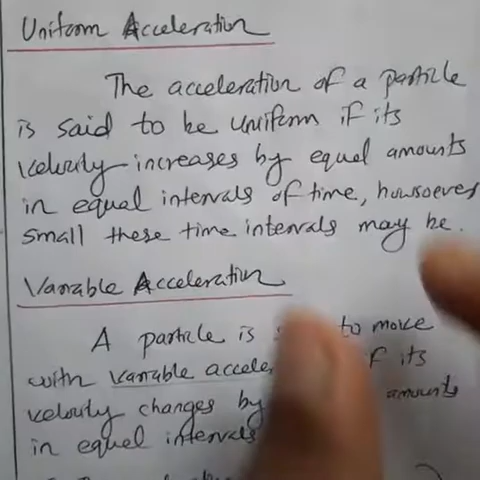 Uniform Acceleration
The acceleration of a particle
is said to be uniform if its
velocity increases by equal amounts
in equal intervals of time, howsoever
small these time intervals may be.
Variable Acceleration
A particle is to move
with variable if its
velocity changes by amounts
in equal intervals